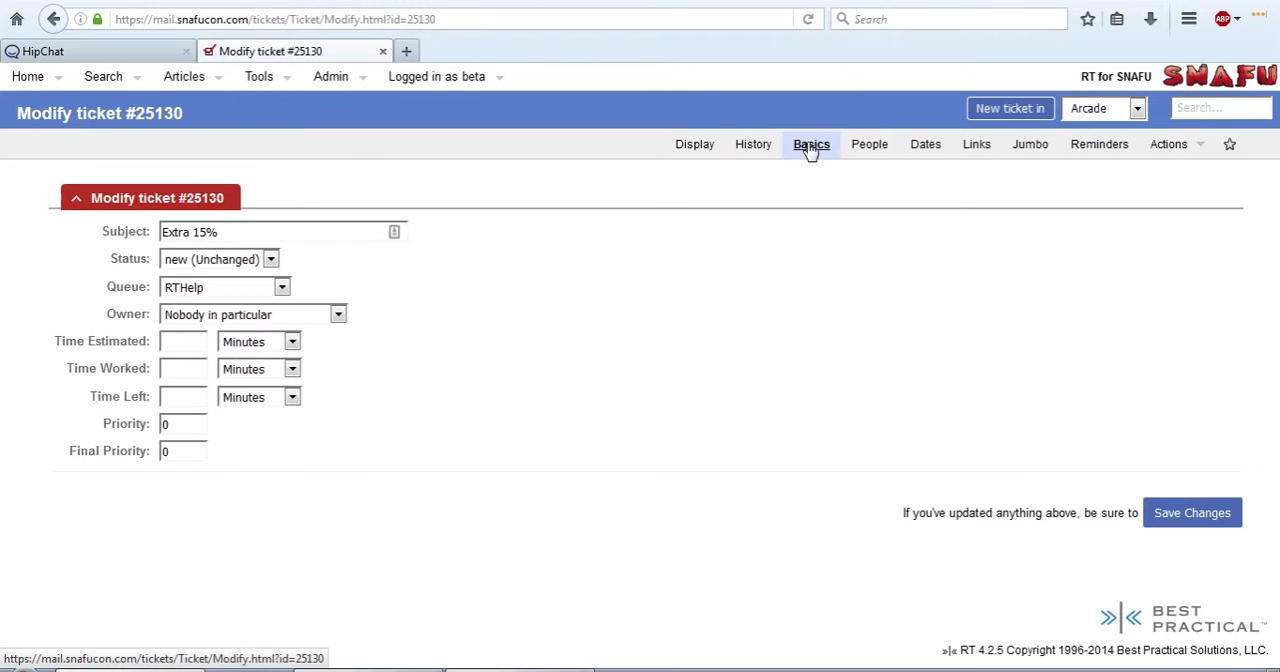 https://mail.snafucon.com/tickets/Ticket/Modify.html?id=25130
Search
HipChat
Modify ticket #25130
Home Search Articles Tools Admin Logged in as beta
RT for SNAFU SNAFU
Modify ticket #25130
New ticket in Arcade Search...
Display History Basics People Dates Links Jumbo Reminders Actions
Modify ticket #25130
Subject: Extra 15%
Status: new (Unchanged)
Queue: RTHelp
Owner: Nobody in particular
Time Estimated: Minutes
Time Worked: Minutes
Time Left: Minutes
Priority: 0
Final Priority: 0
If you've updated anything above, be sure to Save Changes
BEST
PRACTICAL™
»|« RT 4.2.5 Copyright 1996-2014 Best Practical Solutions, LLC.
https://mail.snafucon.com/tickets/Ticket/Modify.html?id=25130
ABP